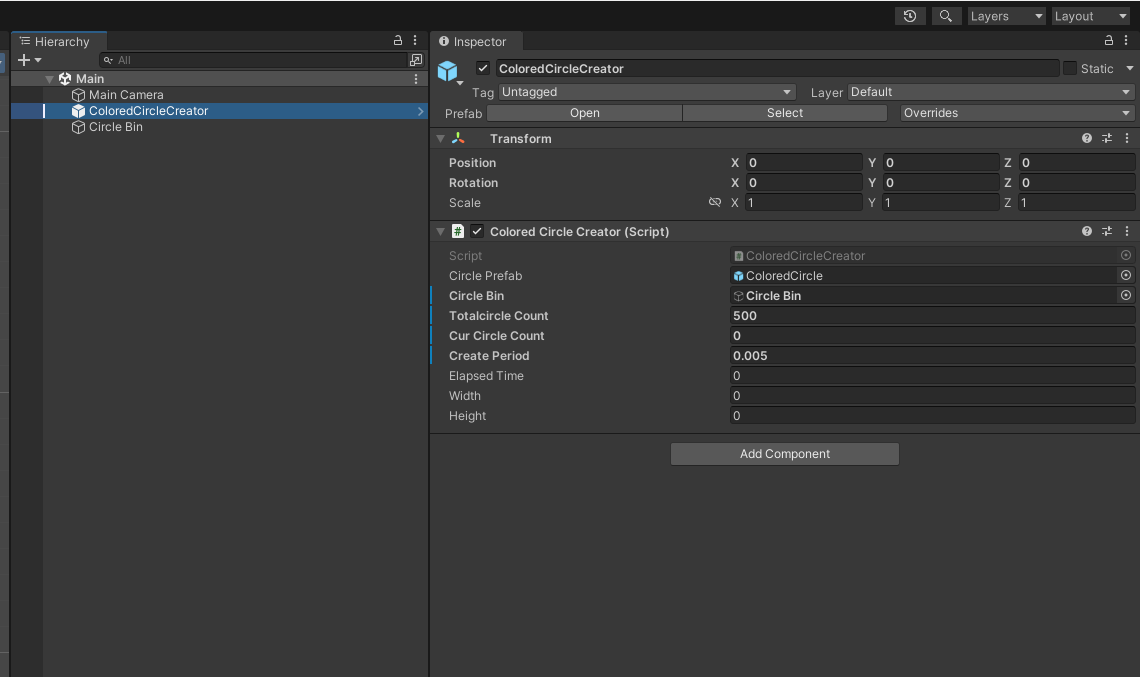 Layers Layout
Hierarchy
All
Main
Main Camera
ColoredCircleCreator
Circle Bin
Inspector
ColoredCircleCreator Static
Tag Untagged Layer Default
Prefab Open Select Overrides
Transform
Position X 0 Y 0 Z 0
Rotation X 0 Y 0 Z 0
Scale X 1 Y 1 Z 1
# Colored Circle Creator (Script)
Script # ColoredCircleCreator
Circle Prefab ColoredCircle
Circle Bin Circle Bin
Totalcircle Count 500
Cur Circle Count 0
Create Period 0.005
Elapsed Time 0
Width 0
Height 0
Add Component